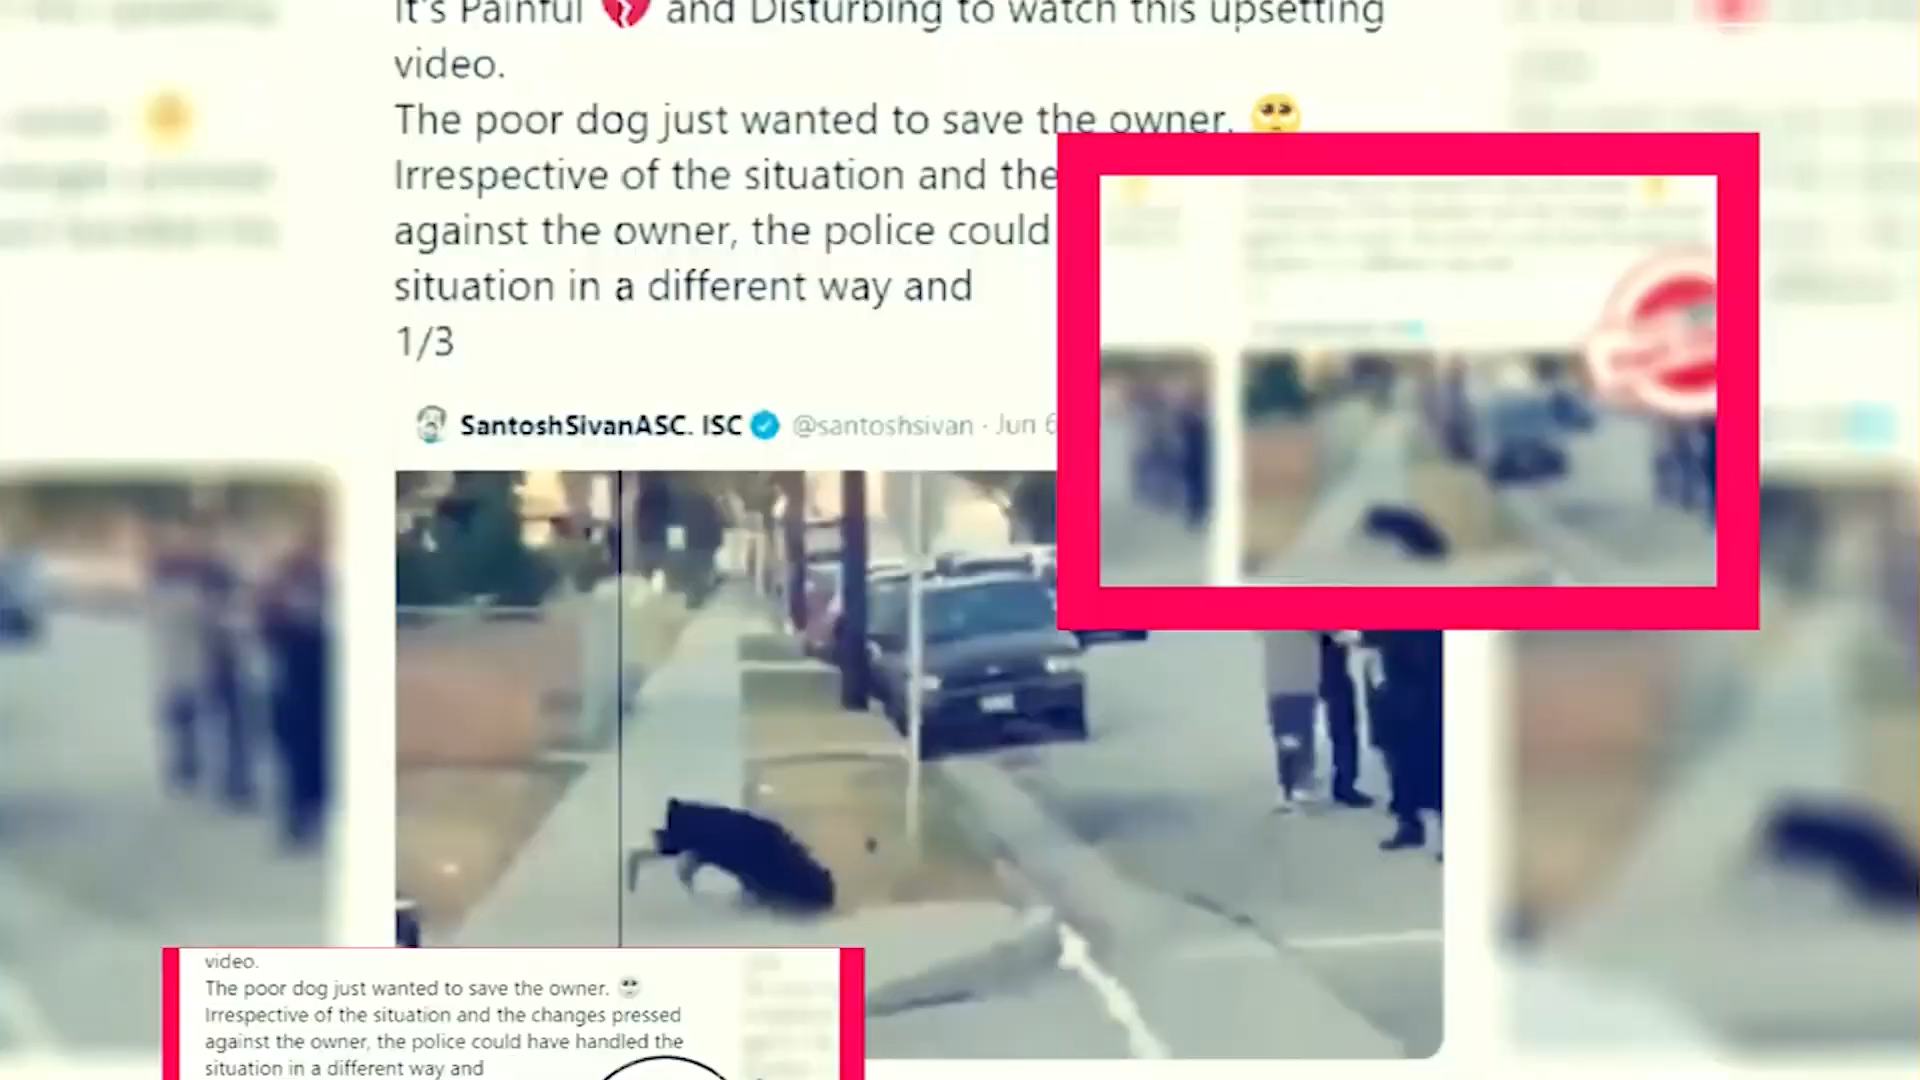 It's Painful 💔 and Disturbing to watch this upsetting
video.
The poor dog just wanted to save the owner. 🥺
Irrespective of the situation and the
against the owner, the police could
situation in a different way and
1/3
SantoshSivanASC. ISC @santoshsivan · Jun 6
video.
The poor dog just wanted to save the owner. 🥺
Irrespective of the situation and the changes pressed
against the owner, the police could have handled the
situation in a different way and